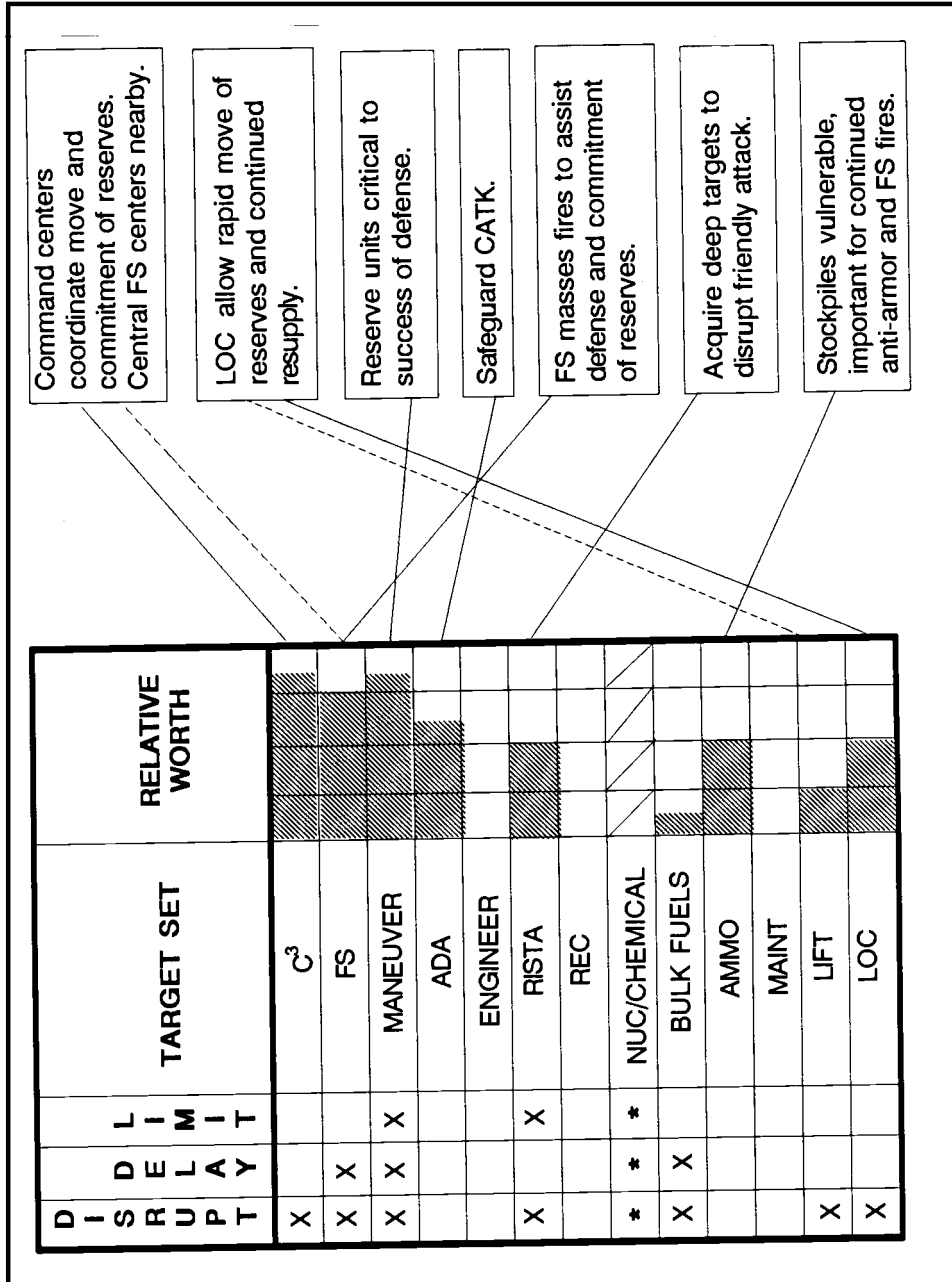 DISRUPT DELAY LIMIT TARGET SET RELATIVE WORTH
X C³
X X FS
X X X MANEUVER
ADA
ENGINEER
X X RISTA
REC
* * * NUC/CHEMICAL
X X BULK FUELS
AMMO
MAINT
X LIFT
X LOC
Command centers
coordinate move and
commitment of reserves.
Central FS centers nearby.
LOC allow rapid move of
reserves and continued
resupply.
Reserve units critical to
success of defense.
Safeguard CATK.
FS masses fires to assist
defense and commitment
of reserves.
Acquire deep targets to
disrupt friendly attack.
Stockpiles vulnerable,
important for continued
anti-armor and FS fires.